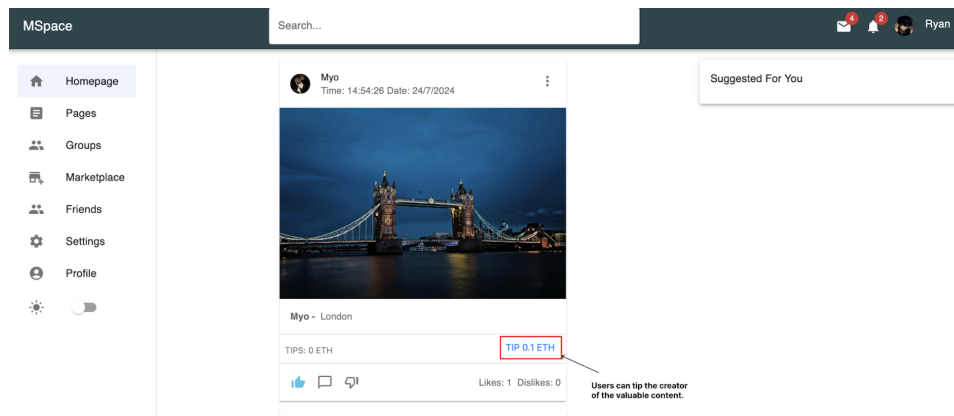 MSpace
Search...
4
2
Ryan
Homepage
Pages
Groups
Marketplace
Friends
Settings
Profile
Myo
Time: 14:54:26 Date: 24/7/2024
Suggested For You
Myo - London
TIPS: 0 ETH
TIP 0.1 ETH
Likes: 1 Dislikes: 0
Users can tip the creator
of the valuable content.